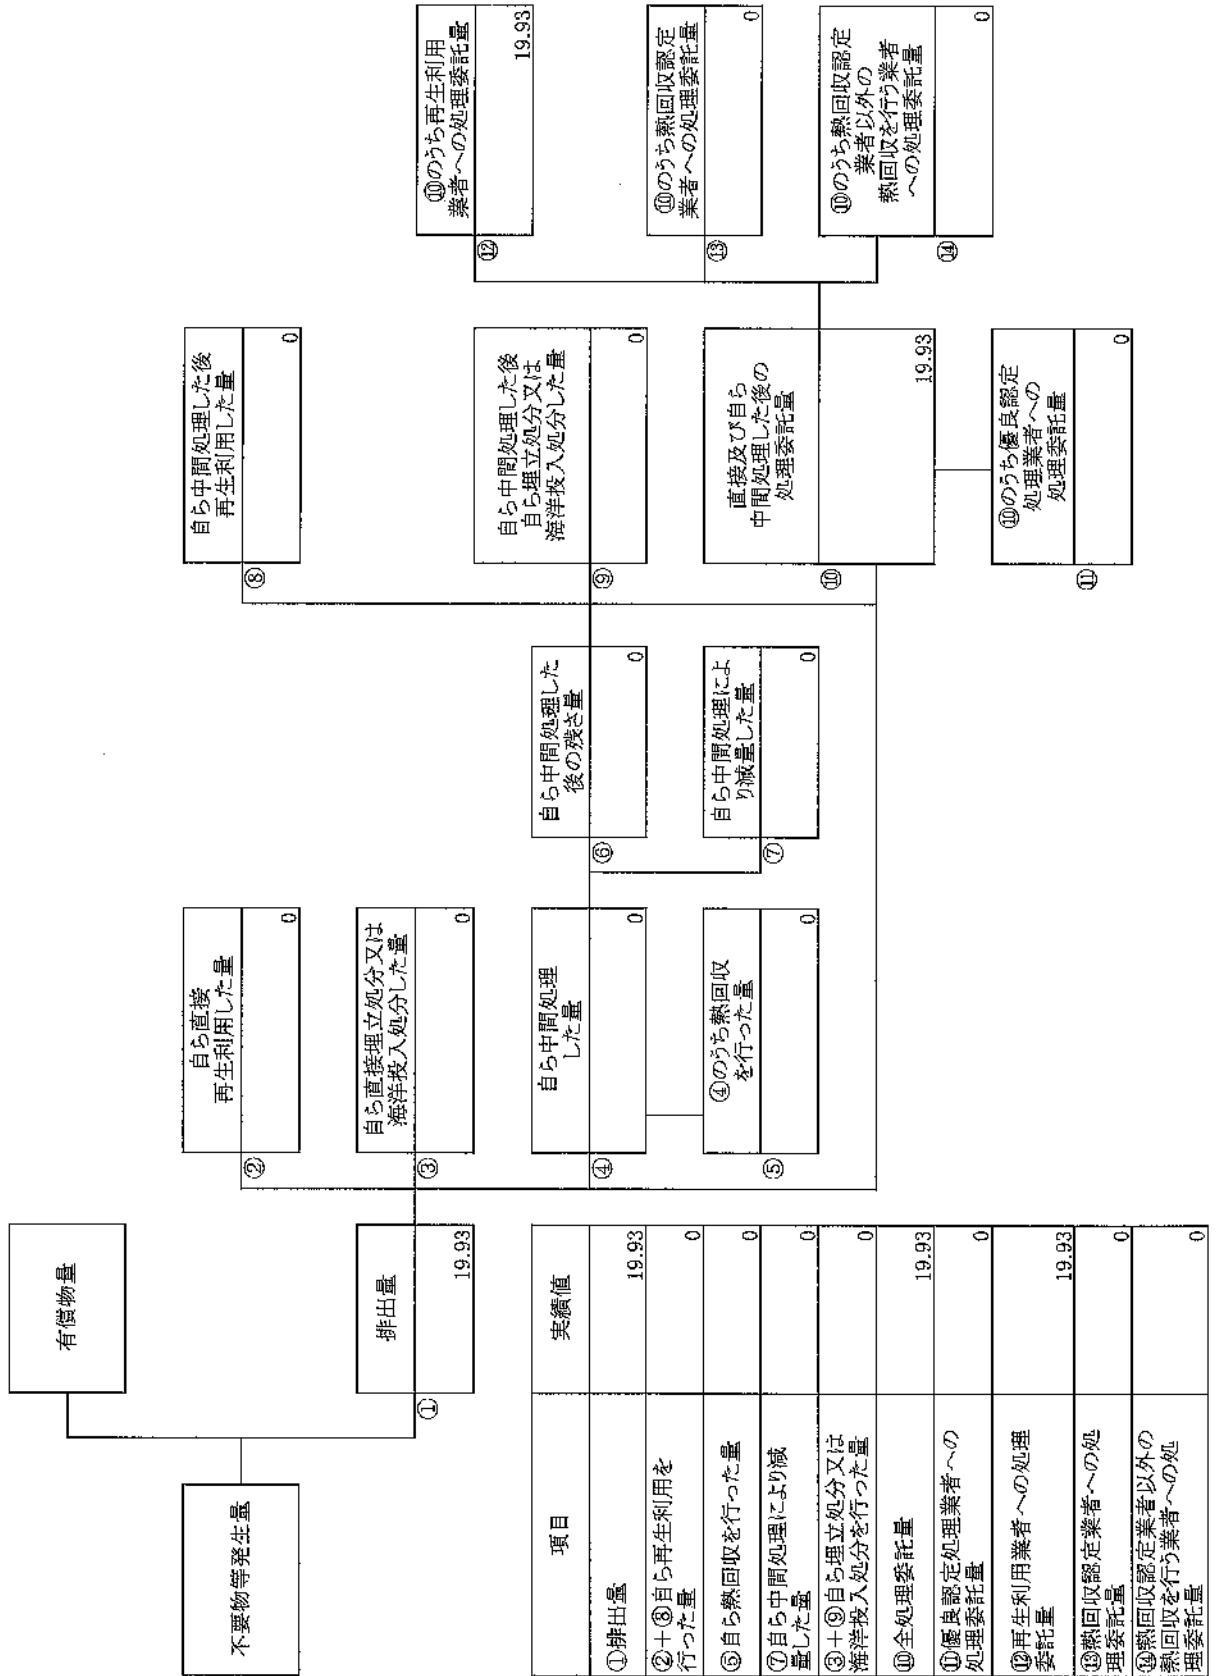 有償物量
不要物等発生量
排出量
①
19.93
自ら直接
再生利用した量
②
0
自ら直接埋立処分又は
海洋投入処分した量
③
0
自ら中間処理
した量
④
0
④のうち熱回収
を行った量
⑤
0
自ら中間処理した
後の残さ量
⑥
0
自ら中間処理によ
り減量した量
⑦
0
自ら中間処理した後
再生利用した量
⑧
0
自ら中間処理した後
自ら埋立処分又は
海洋投入処分した量
⑨
0
直接及び自ら
中間処理した後の
処理委託量
⑩
19.93
⑩のうち優良認定
処理業者への
処理委託量
⑪
0
⑩のうち再生利用
業者への処理委託量
⑫
19.93
⑩のうち熱回収認定
業者への処理委託量
⑬
0
⑩のうち熱回収認定
業者以外の
熱回収を行う業者
への処理委託量
⑭
0
項目 実績値
①排出量 19.93
②+⑧自ら再生利用を
行った量 0
⑤自ら熱回収を行った量 0
⑦自ら中間処理により減
量した量 0
③+⑨自ら埋立処分又は
海洋投入処分を行った量 0
⑩全処理委託量 19.93
⑪優良認定処理業者への
処理委託量 0
⑫再生利用業者への処理
委託量 19.93
⑬熱回収認定業者への処
理委託量 0
⑭熱回収認定業者以外の
熱回収を行う業者への処
理委託量 0